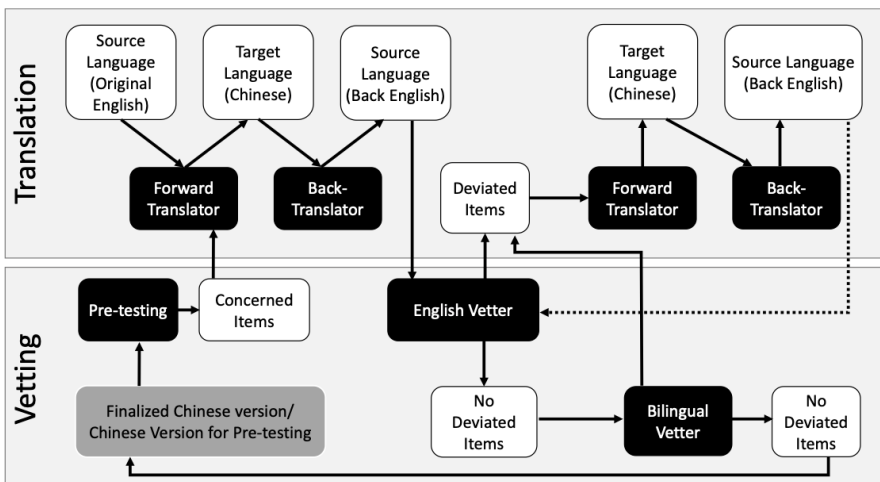 Translation
Source
Language
(Original
English)
Target
Language
(Chinese)
Source
Language
(Back English)
Target
Language
(Chinese)
Source Language
(Back English)
Forward
Translator
Back-
Translator
Deviated
Items
Forward
Translator
Back-
Translator
Vetting
Pre-testing
Concerned
Items
English Vetter
Finalized Chinese version/
Chinese Version for Pre-testing
No
Deviated
Items
Bilingual
Vetter
No
Deviated
Items